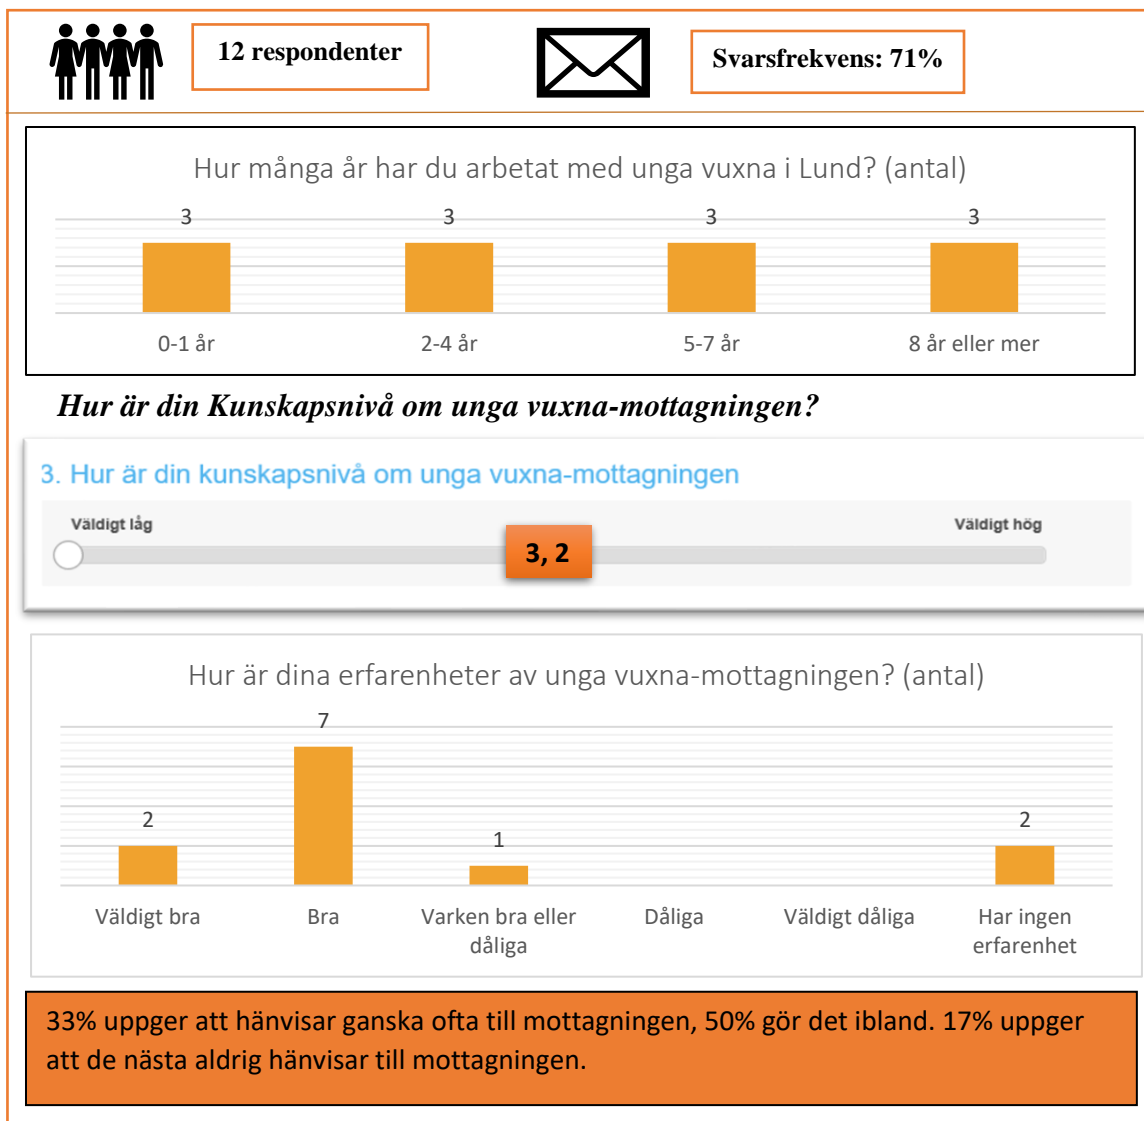 12 respondenter
Svarsfrekvens: 71%
Hur många år har du arbetat med unga vuxna i Lund? (antal)
3 3 3 3
0-1 år 2-4 år 5-7 år 8 år eller mer
Hur är din Kunskapsnivå om unga vuxna-mottagningen?
3. Hur är din kunskapsnivå om unga vuxna-mottagningen
Väldigt låg Väldigt hög
3, 2
Hur är dina erfarenheter av unga vuxna-mottagningen? (antal)
7
2 2
1
Väldigt bra Bra Varken bra eller Dåliga Väldigt dåliga Har ingen
dåliga erfarenhet
33% uppger att hänvisar ganska ofta till mottagningen, 50% gör det ibland. 17% uppger
att de nästa aldrig hänvisar till mottagningen.